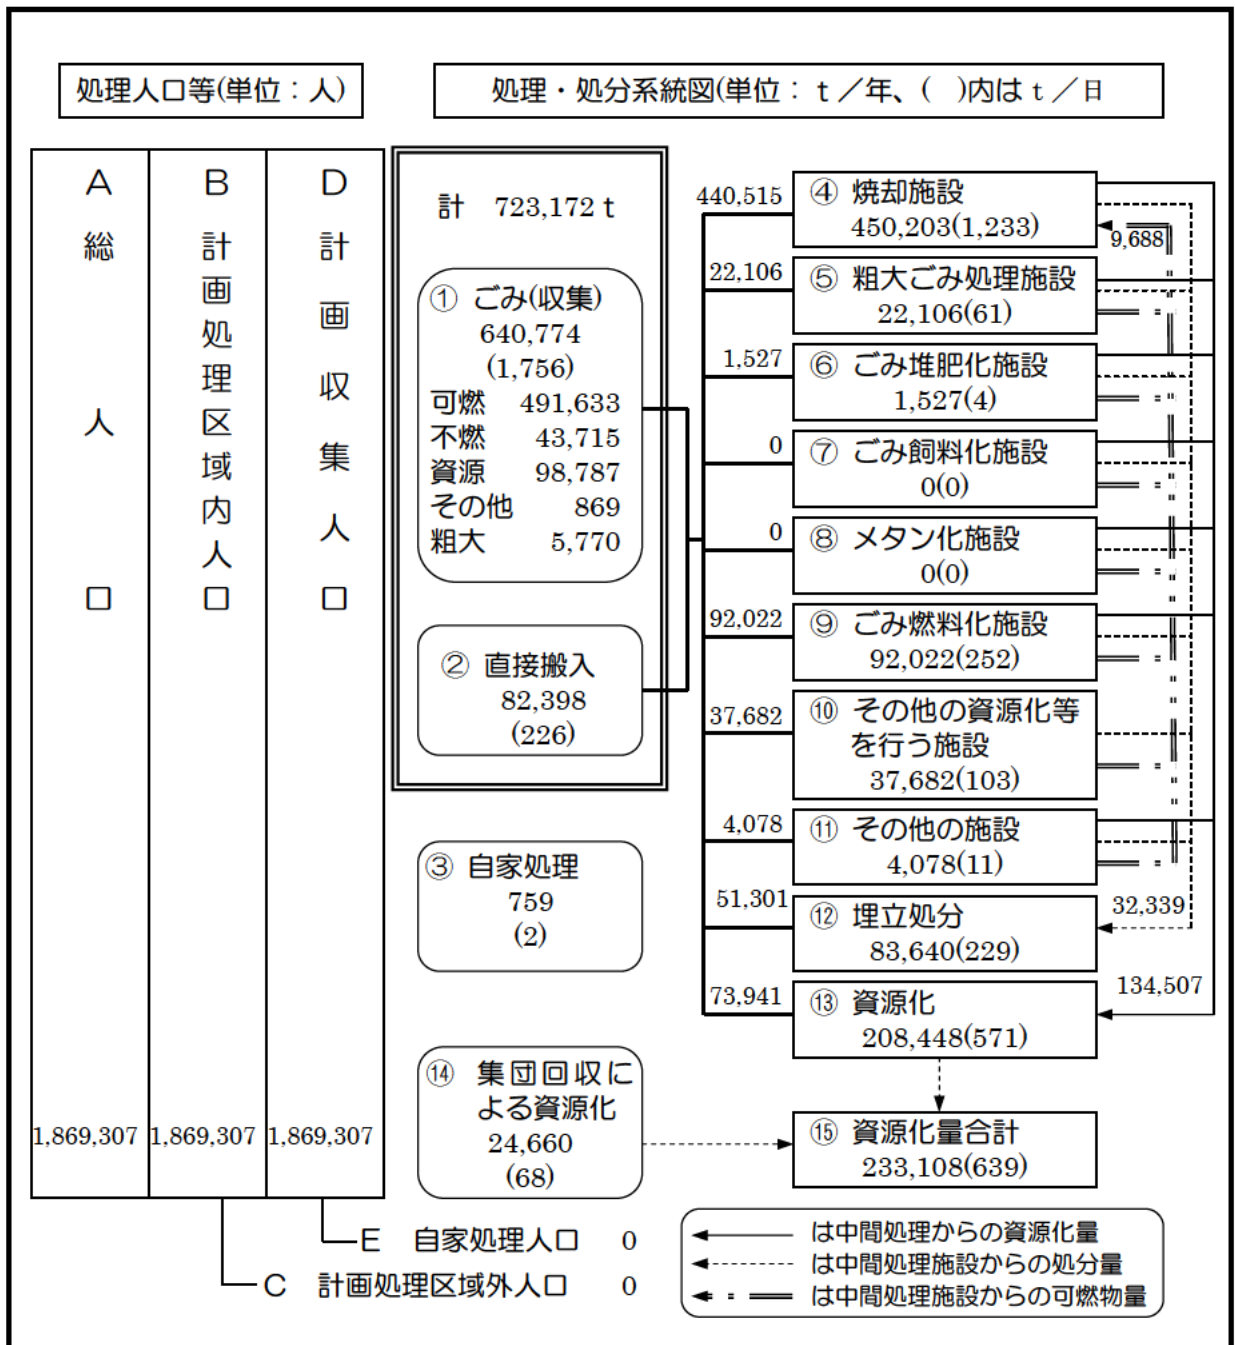 処理人口等(単位：人)
処理・処分系統図(単位：ｔ／年、(　)内はｔ／日
A 総人口
1,869,307
B 計画処理区域内人口
1,869,307
D 計画収集人口
1,869,307
E 自家処理人口 0
C 計画処理区域外人口 0
計 723,172ｔ
① ごみ(収集)
640,774
(1,756)
可燃 491,633
不燃 43,715
資源 98,787
その他 869
粗大 5,770
② 直接搬入
82,398
(226)
③ 自家処理
759
(2)
⑭ 集団回収に
よる資源化
24,660
(68)
440,515
④ 焼却施設
450,203(1,233)
9,688
22,106
⑤ 粗大ごみ処理施設
22,106(61)
1,527
⑥ ごみ堆肥化施設
1,527(4)
0
⑦ ごみ飼料化施設
0(0)
0
⑧ メタン化施設
0(0)
92,022
⑨ ごみ燃料化施設
92,022(252)
37,682
⑩ その他の資源化等
を行う施設
37,682(103)
4,078
⑪ その他の施設
4,078(11)
51,301
⑫ 埋立処分
83,640(229)
32,339
73,941
⑬ 資源化
208,448(571)
134,507
⑮ 資源化量合計
233,108(639)
は中間処理からの資源化量
は中間処理施設からの処分量
は中間処理施設からの可燃物量